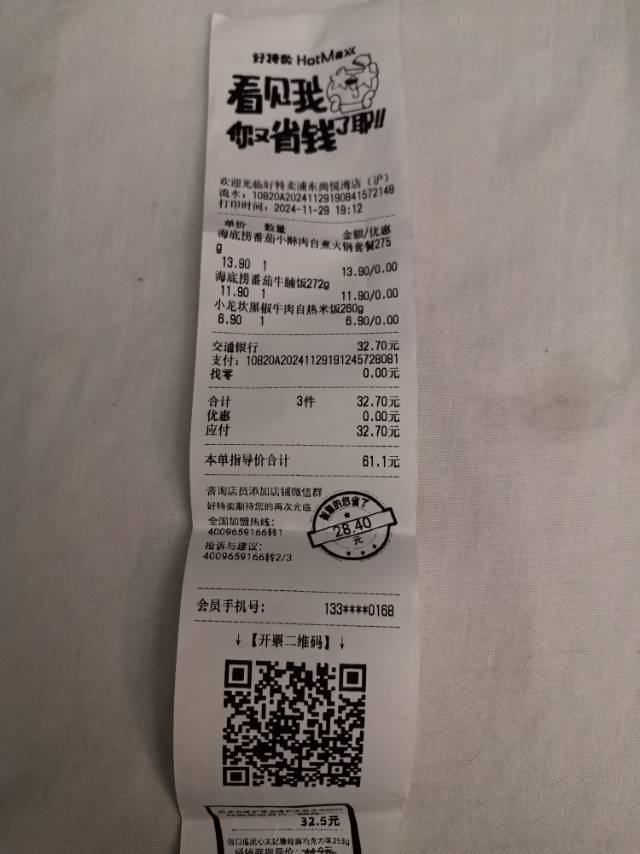 好特卖 HotMaxx
看见我
你又省钱了耶!!
欢迎光临好特卖浦东尚悦湾店（沪）
流水：10820A20241129190841572148
打印时间：2024-11-29 19:12
单价 数量 金额/优惠
海底捞番茄小酥肉自煮火锅套餐275
g
13.90 1 13.90/0.00
海底捞番茄牛腩饭272g
11.90 1 11.90/0.00
小龙坎黑椒牛肉自热米饭260g
6.90 1 6.90/0.00
交通银行 32.70元
支付：10820A20241129191245728081
找零 0.00元
合计 3件 32.70元
优惠 0.00元
应付 32.70元
本单指导价合计 61.1元
咨询店员添加店铺微信群
好特卖期待您的再次光临
全国加盟热线：
4009659166转1
投诉与建议：
4009659166转2/3
聪明的您省了
28.40
元
会员手机号： 133****0168
↓【开票二维码】↓
32.5元